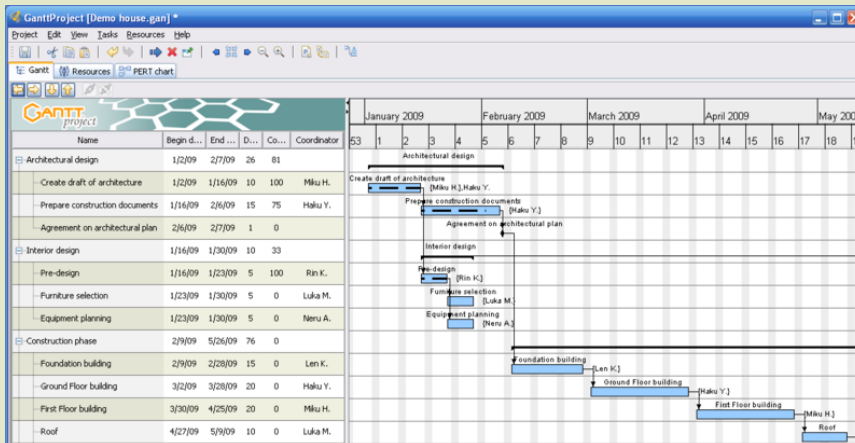 GanttProject [Demo house.gan] *
Project Edit View Tasks Resources Help
Gantt Resources PERT chart
GANTT project
January 2009 February 2009 March 2009 April 2009 May 200
Name Begin d... End ... D... Co... Coordinator
53 1 2 3 4 5 6 7 8 9 10 11 12 13 14 15 16 17 18
Architectural design 1/2/09 2/7/09 26 81
Architectural design
Create draft of architecture 1/2/09 1/16/09 10 100 Miku H.
Create draft of architecture
[Miku H.],Haku Y.
Prepare construction documents 1/16/09 2/6/09 15 75 Haku Y.
Prepare construction documents
[Haku Y.]
Agreement on architectural plan 2/6/09 2/7/09 1 0
Agreement on architectural plan
Interior design 1/16/09 1/30/09 10 33
Interior design
Pre-design 1/16/09 1/23/09 5 100 Rin K.
Pre-design
[Rin K.]
Furniture selection 1/23/09 1/30/09 5 0 Luka M.
Furniture selection
[Luka M.]
Equipment planning 1/23/09 1/30/09 5 0 Neru A.
Equipment planning
[Neru A.]
Construction phase 2/9/09 5/26/09 76 0
Foundation building 2/9/09 2/28/09 15 0 Len K.
Foundation building
[Len K.]
Ground Floor building 3/2/09 3/28/09 20 0 Haku Y.
Ground Floor building
[Haku Y.]
First Floor building 3/30/09 4/25/09 20 0 Miku H.
First Floor building
[Miku H.]
Roof 4/27/09 5/9/09 10 0 Luka M.
Roof